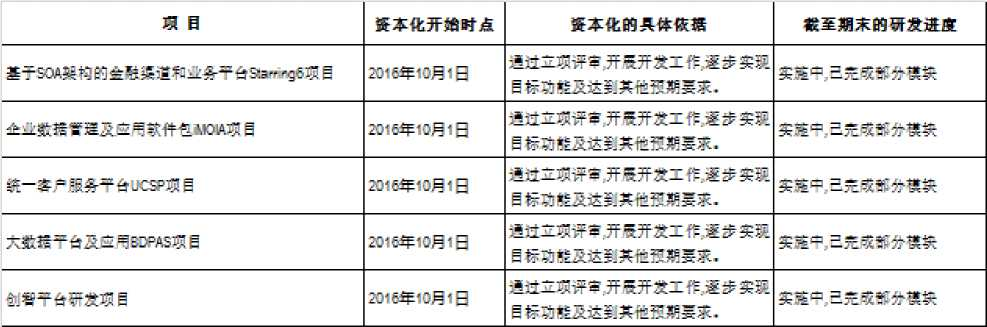 项 目 资本化开始时点 资本化的具体依据 截至期末的研发进度
基于SOA架构的金融渠道和业务平台Starring6项目 2016年10月1日 通过立项评审,开展开发工作,逐步实现 实施中,已完成部分模块
目标功能及达到其他预期要求。
企业数据管理及应用软件包iMOIA项目 2016年10月1日 通过立项评审,开展开发工作,逐步实现 实施中,已完成部分模块
目标功能及达到其他预期要求。
统一客户服务平台UCSP项目 2016年10月1日 通过立项评审,开展开发工作,逐步实现 实施中,已完成部分模块
目标功能及达到其他预期要求。
大数据平台及应用BDPAS项目 2016年10月1日 通过立项评审,开展开发工作,逐步实现 实施中,已完成部分模块
目标功能及达到其他预期要求。
创智平台研发项目 2016年10月1日 通过立项评审,开展开发工作,逐步实现 实施中,已完成部分模块
目标功能及达到其他预期要求。